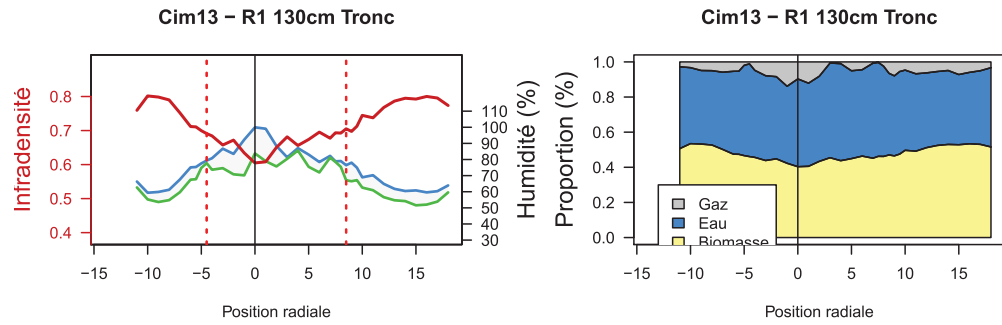 Cim13 − R1 130cm Tronc
Infradensité
0.8
0.7
0.6
0.5
0.4
110
100
90
80
70
60
50
40
30
Humidité (%)
−15 −10 −5 0 5 10 15
Position radiale
Cim13 − R1 130cm Tronc
Proportion (%)
1.0
0.8
0.6
0.4
0.2
0.0
Gaz
Eau
Biomasse
−15 −10 −5 0 5 10 15
Position radiale